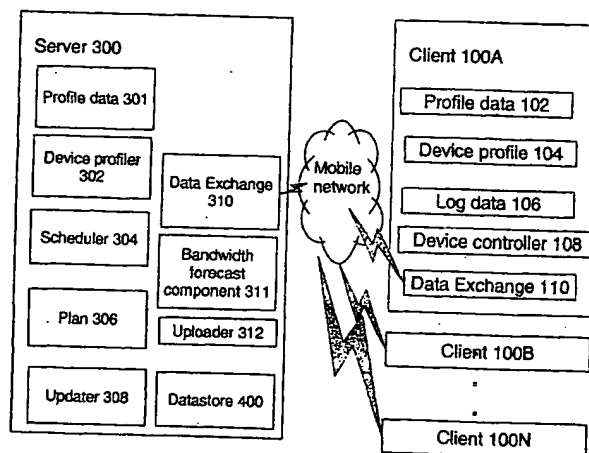 Server 300
Profile data 301
Device profiler
302
Scheduler 304
Plan 306
Updater 308
Data Exchange
310
Bandwidth
forecast
component 311
Uploader 312
Datastore 400
Mobile
network
Client 100A
Profile data 102
Device profile 104
Log data 106
Device controller 108
Data Exchange 110
Client 100B
Client 100N